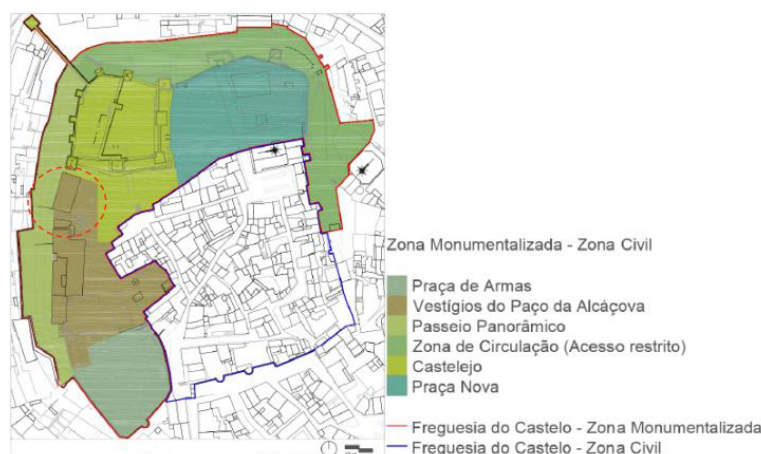 Zona Monumentalizada - Zona Civil
Praça de Armas
Vestígios do Paço da Alcáçova
Passeio Panorâmico
Zona de Circulação (Acesso restrito)
Castelejo
Praça Nova
Freguesia do Castelo - Zona Monumentalizada
Freguesia do Castelo - Zona Civil